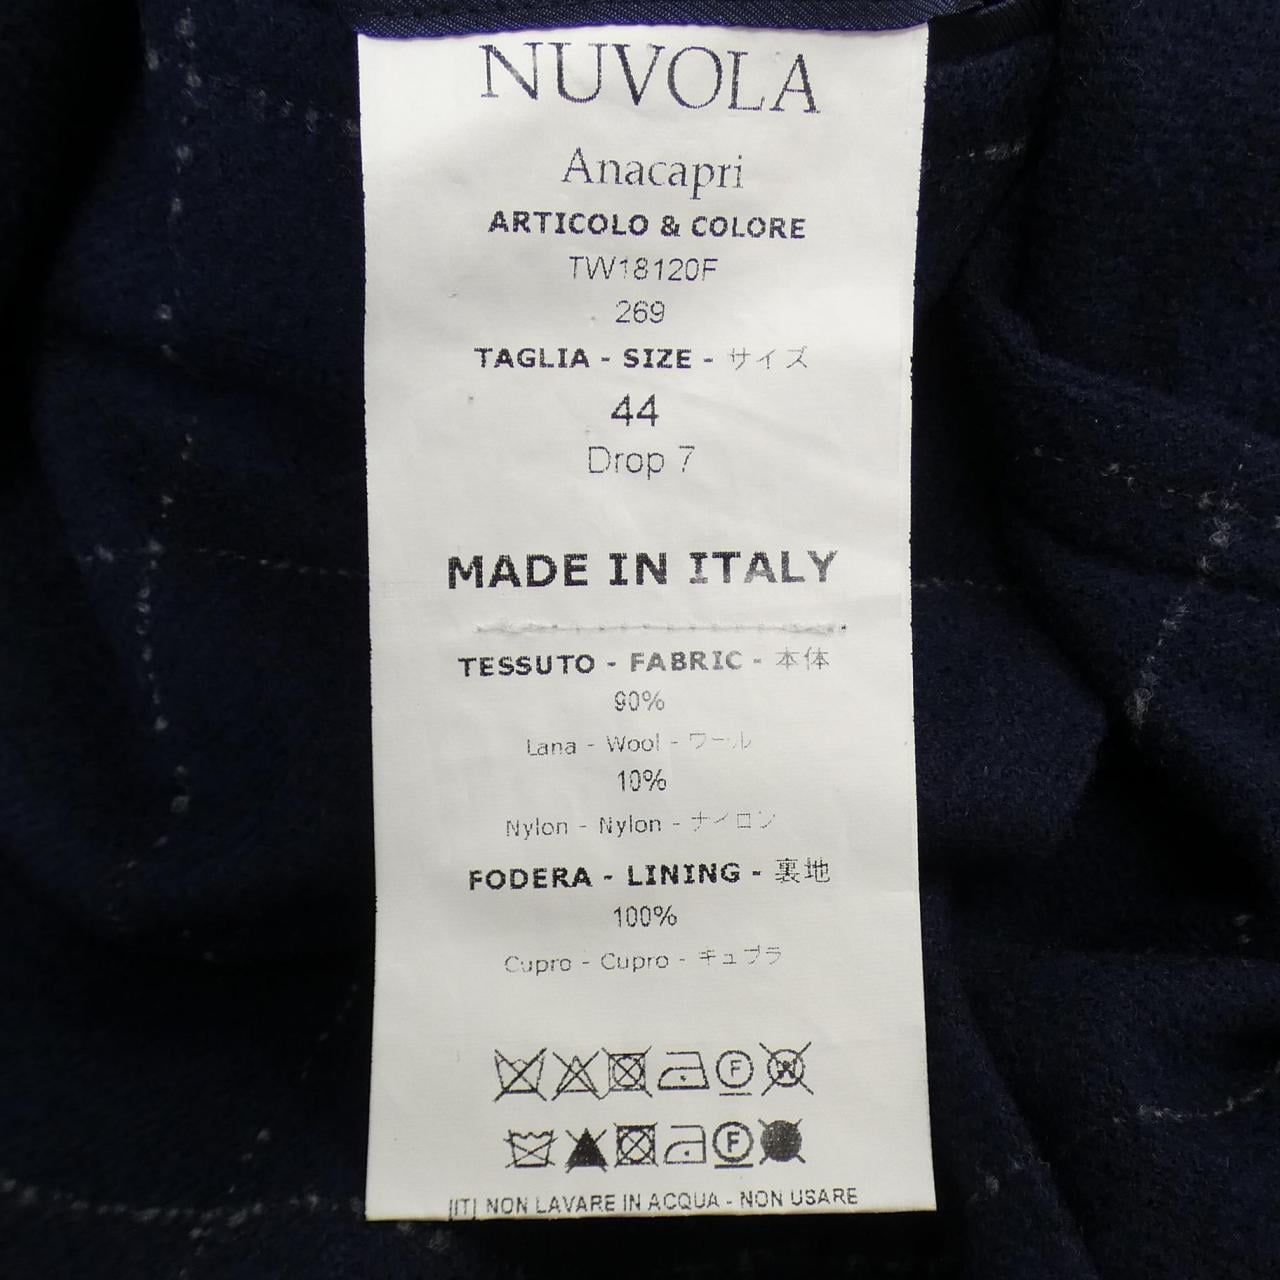 NUVOLA
Anacapri
ARTICOLO & COLORE
TW18120F
269
TAGLIA - SIZE - サイズ
44
Drop 7
MADE IN ITALY
TESSUTO - FABRIC - 本体
90%
Lana - Wool - ウール
10%
Nylon - Nylon - ナイロン
FODERA - LINING - 裏地
100%
Cupro - Cupro - キュプラ
F W
F
[IT] NON LAVARE IN ACQUA - NON USARE